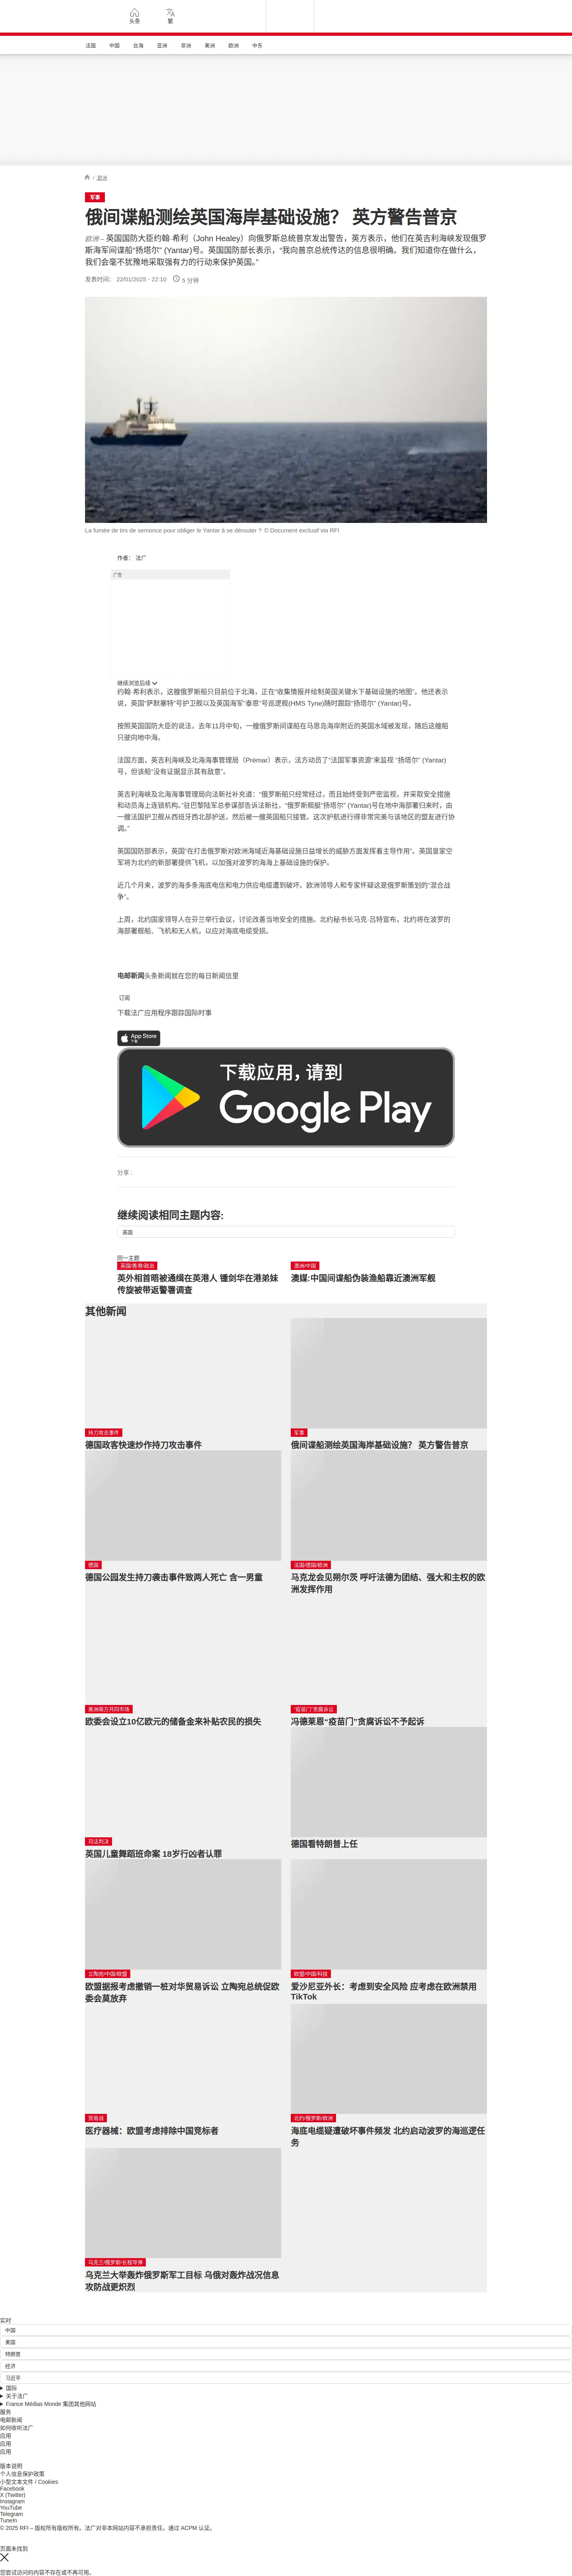 头条
繁
法国
中国
台海
亚洲
非洲
美洲
欧洲
中东
/ 欧洲
军事
俄间谍船测绘英国海岸基础设施? 英方警告普京
欧洲 – 英国国防大臣约翰·希利（John Healey）向俄罗斯总统普京发出警告，英方表示，他们在英吉利海峡发现俄罗
斯海军间谍船“扬塔尔” (Yantar)号。英国国防部长表示，“我向普京总统传达的信息很明确。我们知道你在做什么，
我们会毫不犹豫地采取强有力的行动来保护英国。”
发表时间： 22/01/2025 - 22:10
5 分钟
La fumée de tirs de semonce pour obliger le Yantar à se dérouter ? © Document exclusif via RFI
作者： 法广
广告
继续浏览后续
约翰·希利表示，这艘俄罗斯船只目前位于北海，正在“收集情报并绘制英国关键水下基础设施的地图”。他还表示
说，英国“萨默塞特”号护卫舰以及英国海军“泰恩”号巡逻舰(HMS Tyne)随时跟踪“扬塔尔” (Yantar)号。
按照英国国防大臣的说法，去年11月中旬，一艘俄罗斯间谍船在马恩岛海岸附近的英国水域被发现，随后这艘船
只驶向地中海。
法国方面，英吉利海峡及北海海事管理局（Prémar）表示，法方动员了“法国军事资源”来监视 “扬塔尔” (Yantar)
号，但该船“没有证据显示其有敌意”。
英吉利海峡及北海海事管理局向法新社补充道：“俄罗斯船只经常经过，而且始终受到严密监视，并采取安全措施
和动员海上连锁机构。”驻巴黎陆军总参谋部告诉法新社，“俄罗斯舰艇“扬塔尔” (Yantar)号在地中海部署归来时，由
一艘法国护卫舰从西班牙西北部护送，然后被一艘英国船只接管。这次护航进行得非常完美与该地区的盟友进行协
调。”
英国国防部表示，英国“在打击俄罗斯对欧洲海域近海基础设施日益增长的威胁方面发挥着主导作用”。英国皇家空
军将为北约的新部署提供飞机，以加强对波罗的海海上基础设施的保护。
近几个月来，波罗的海多条海底电信和电力供应电缆遭到破坏。欧洲领导人和专家怀疑这是俄罗斯策划的“混合战
争”。
上周，北约国家领导人在芬兰举行会议，讨论改善当地安全的措施。北约秘书长马克·吕特宣布，北约将在波罗的
海部署舰船、飞机和无人机，以应对海底电缆受损。
电邮新闻头条新闻就在您的每日新闻信里
订阅
下载法广应用程序跟踪国际时事
App Store
下载应用，请到
Google Play
分享 :
继续阅读相同主题内容:
英国
同一主题
英国/香港/政治
英外相首晤被通缉在英港人 锺剑华在港弟妹
传旋被带返警署调查
澳洲/中国
澳媒:中国间谍船伪装渔船靠近澳洲军舰
其他新闻
持刀攻击事件
德国政客快速炒作持刀攻击事件
军事
俄间谍船测绘英国海岸基础设施? 英方警告普京
德国
德国公园发生持刀袭击事件致两人死亡 含一男童
法国/德国/欧洲
马克龙会见朔尔茨 呼吁法德为团结、强大和主权的欧
洲发挥作用
美洲南方共同市场
欧委会设立10亿欧元的储备金来补贴农民的损失
“疫苗门”贪腐诉讼
冯德莱恩“疫苗门”贪腐诉讼不予起诉
司法判决
英国儿童舞蹈班命案 18岁行凶者认罪
德国看特朗普上任
立陶宛/中国/欧盟
欧盟据报考虑撤销一桩对华贸易诉讼 立陶宛总统促欧
委会莫放弃
欧盟/中国/科技
爱沙尼亚外长：考虑到安全风险 应考虑在欧洲禁用
TikTok
贸易战
医疗器械：欧盟考虑排除中国竞标者
北约/俄罗斯/欧洲
海底电缆疑遭破坏事件频发 北约启动波罗的海巡逻任
务
乌克兰/俄罗斯/长程导弹
乌克兰大举轰炸俄罗斯军工目标 乌俄对轰炸战况信息
攻防战更炽烈
实时
中国
美国
特朗普
经济
习近平
国际
关于法广
France Médias Monde 集团其他网站
服务
电邮新闻
如何收听法广
应用
应用
应用
版本说明
个人信息保护政策
小型文本文件 / Cookies
Facebook
X (Twitter)
Instagram
YouTube
Telegram
TuneIn
© 2025 RFI – 版权所有版权所有。法广对非本网站内容不承担责任。通过 ACPM 认证。
页面未找到
您尝试访问的内容不存在或不再可用。